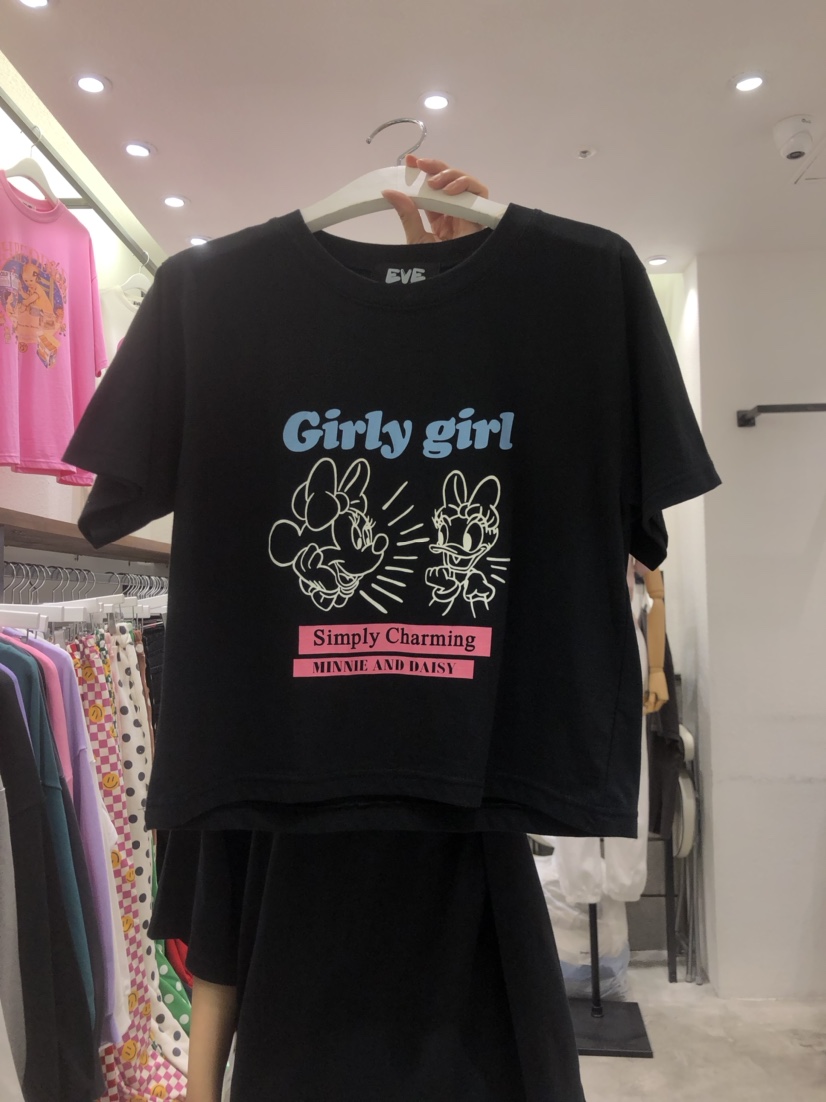 EVE
Girly girl
Simply Charming
MINNIE AND DAISY